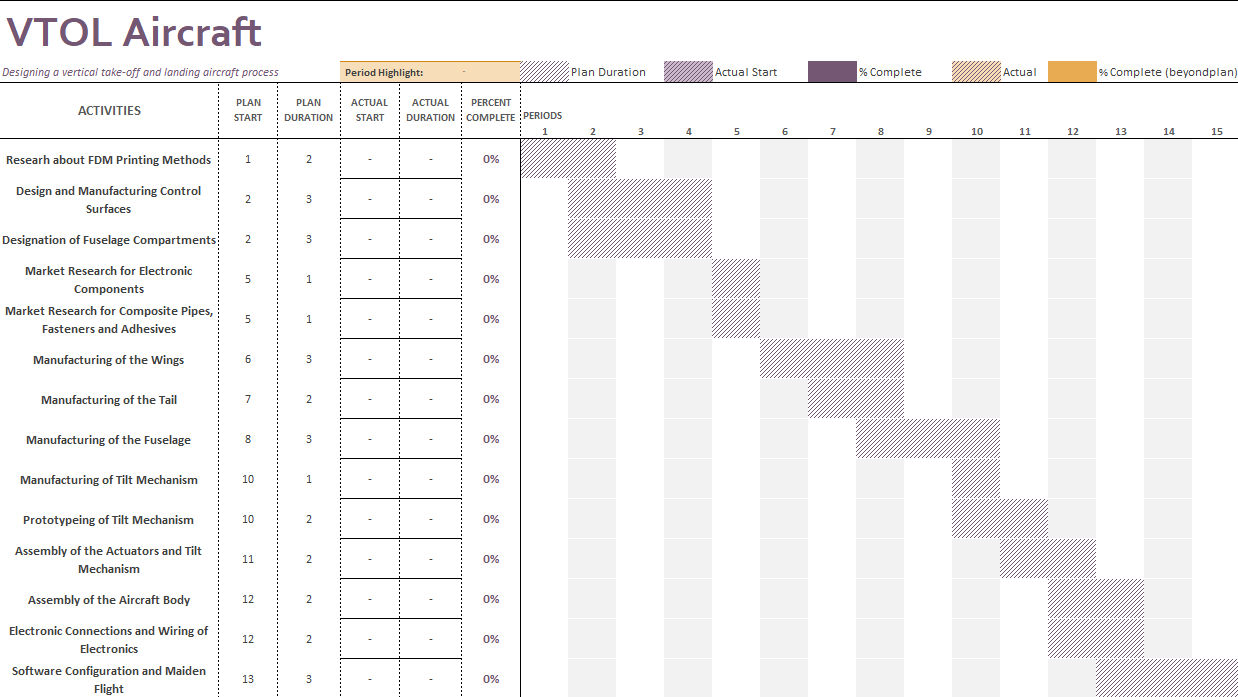 VTOL Aircraft
Designing a vertical take-off and landing aircraft process
Period Highlight: -
Plan Duration
Actual Start
% Complete
Actual
% Complete (beyondplan)
ACTIVITIES
PLAN
START
PLAN
DURATION
ACTUAL
START
ACTUAL
DURATION
PERCENT
COMPLETE
PERIODS
1 2 3 4 5 6 7 8 9 10 11 12 13 14 15
Researh about FDM Printing Methods 1 2 - - 0%
Design and Manufacturing Control
Surfaces
2 3 - - 0%
Designation of Fuselage Compartments 2 3 - - 0%
Market Research for Electronic
Components
5 1 - - 0%
Market Research for Composite Pipes,
Fasteners and Adhesives
5 1 - - 0%
Manufacturing of the Wings 6 3 - - 0%
Manufacturing of the Tail 7 2 - - 0%
Manufacturing of the Fuselage 8 3 - - 0%
Manufacturing of Tilt Mechanism 10 1 - - 0%
Prototypeing of Tilt Mechanism 10 2 - - 0%
Assembly of the Actuators and Tilt
Mechanism
11 2 - - 0%
Assembly of the Aircraft Body 12 2 - - 0%
Electronic Connections and Wiring of
Electronics
12 2 - - 0%
Software Configuration and Maiden
Flight
13 3 - - 0%